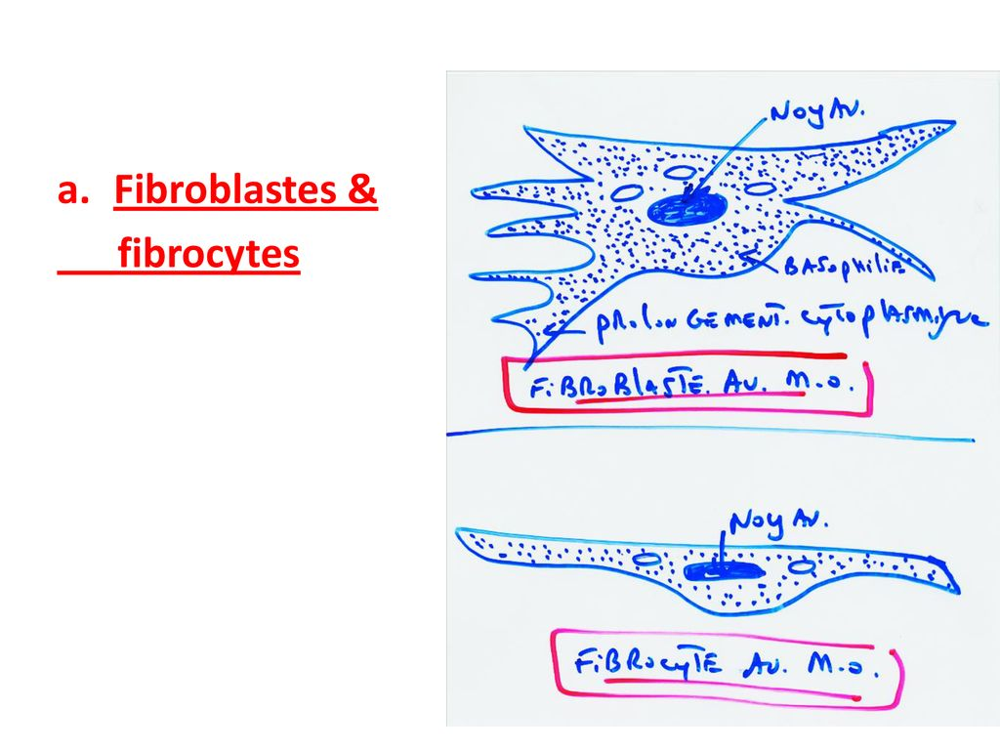 a. Fibroblastes &
fibrocytes
NoyAu.
BASophiliE
pRolonGEMENT. cytoplASMique
FiBRoBlASTE. Au. M.O.
NoyAu.
FiBRocyTE Au. M.O.